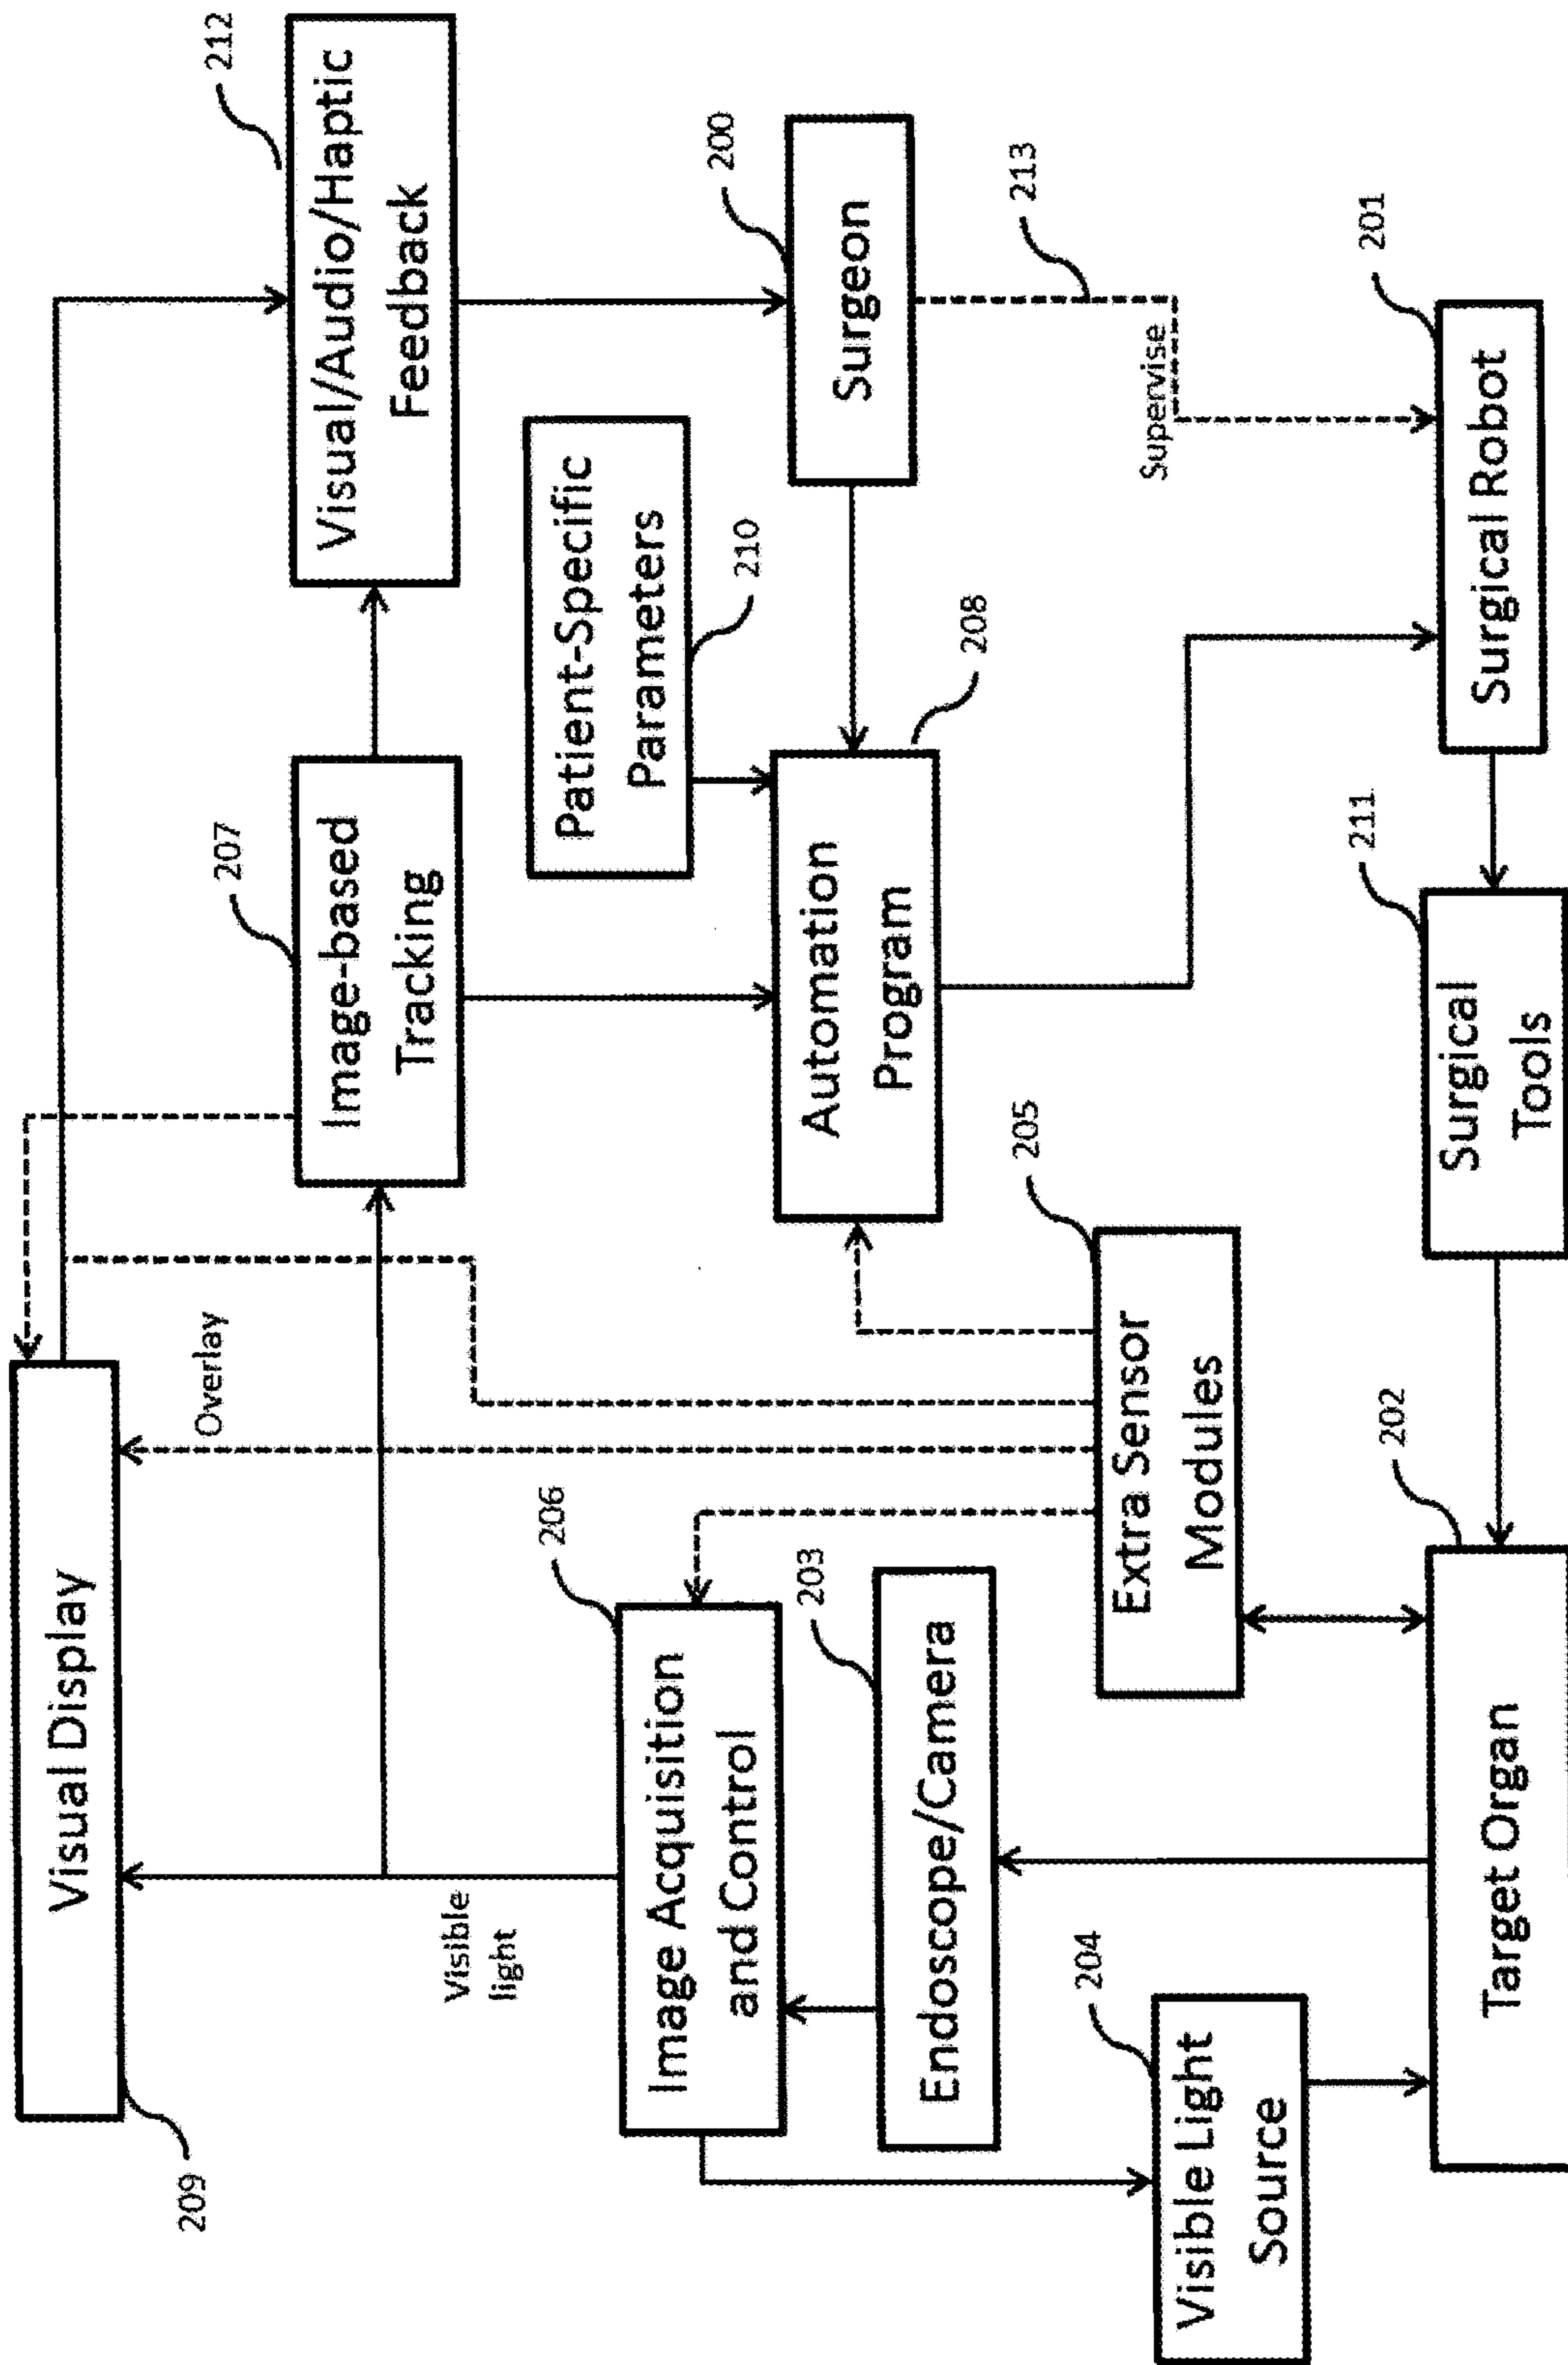 Visual Display
209
Overlay
Visible
light
206
Image Acquisition
and Control
207
Image-based
Tracking
212
Visual/Audio/Haptic
Feedback
203
Endoscope/Camera
205
Extra Sensor
Modules
208
Automation
Program
Patient-Specific
Parameters
210
200
Surgeon
213
Supervise
204
Visible Light
Source
202
Target Organ
211
Surgical
Tools
201
Surgical Robot